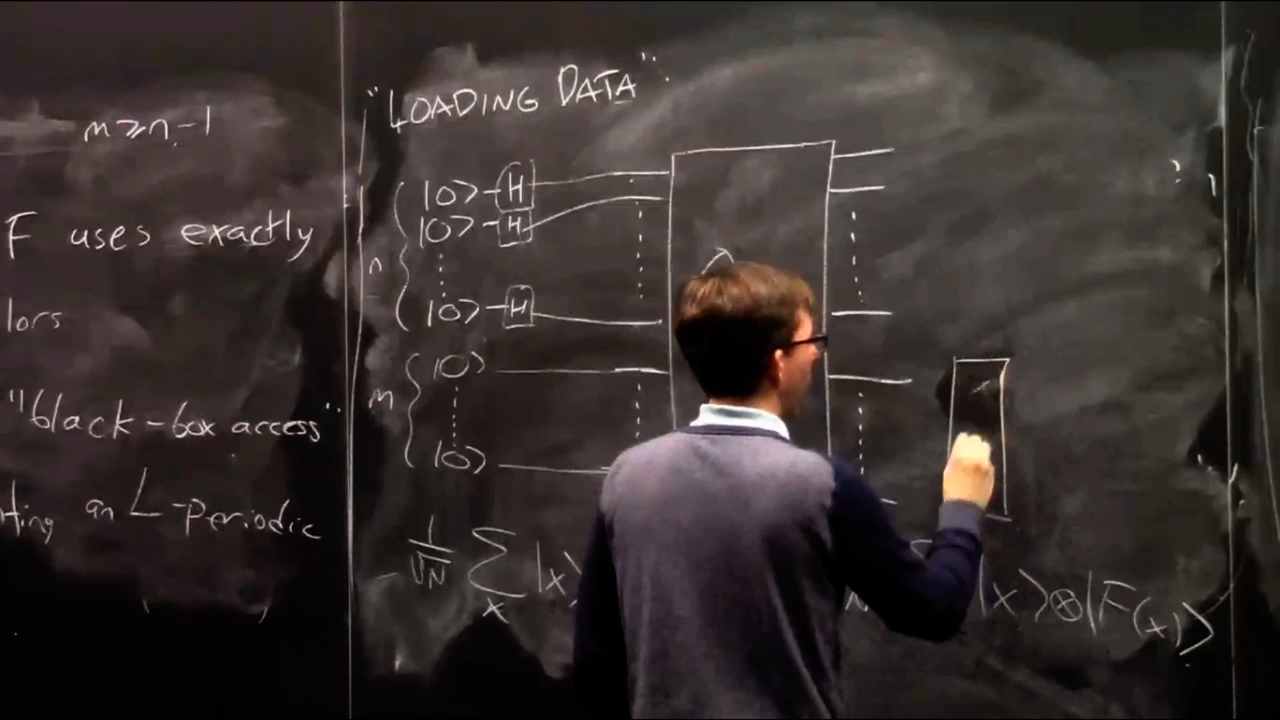 m ≥ n-1
F uses exactly
lors
"black-box access"
ting an L-Periodic
"LOADING DATA":
|0⟩ H
|0⟩ H
n
|0⟩ H
|0⟩
m
|0⟩
1/√N ∑x |x⟩
N |x⟩⊗|F(x)⟩